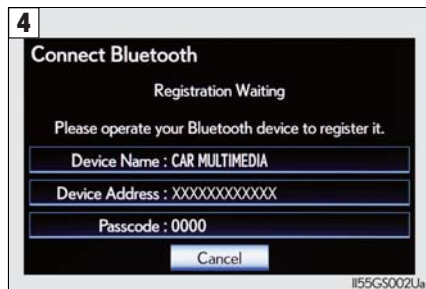 4
Connect Bluetooth
Registration Waiting
Please operate your Bluetooth device to register it.
Device Name : CAR MULTIMEDIA
Device Address : XXXXXXXXXXXX
Passcode : 0000
Cancel
II55GS002Ua